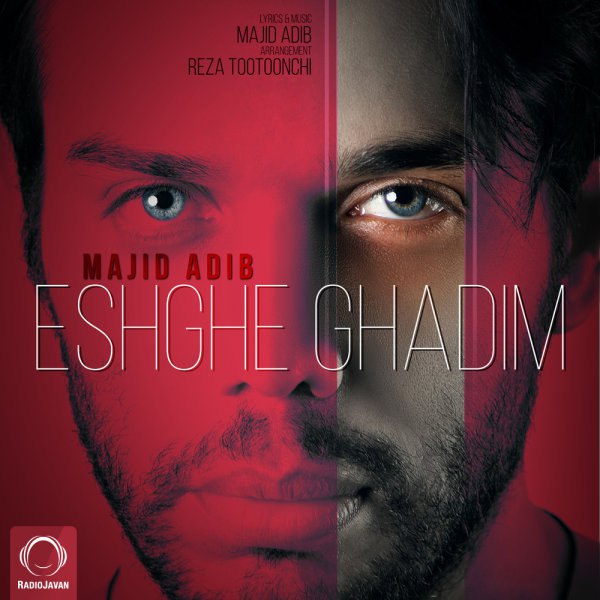 LYRICS & MUSIC
MAJID ADIB
ARRANGEMENT
REZA TOOTOONCHI
MAJID ADIB
ESHGHE GHADIM
RADIOJAVAN